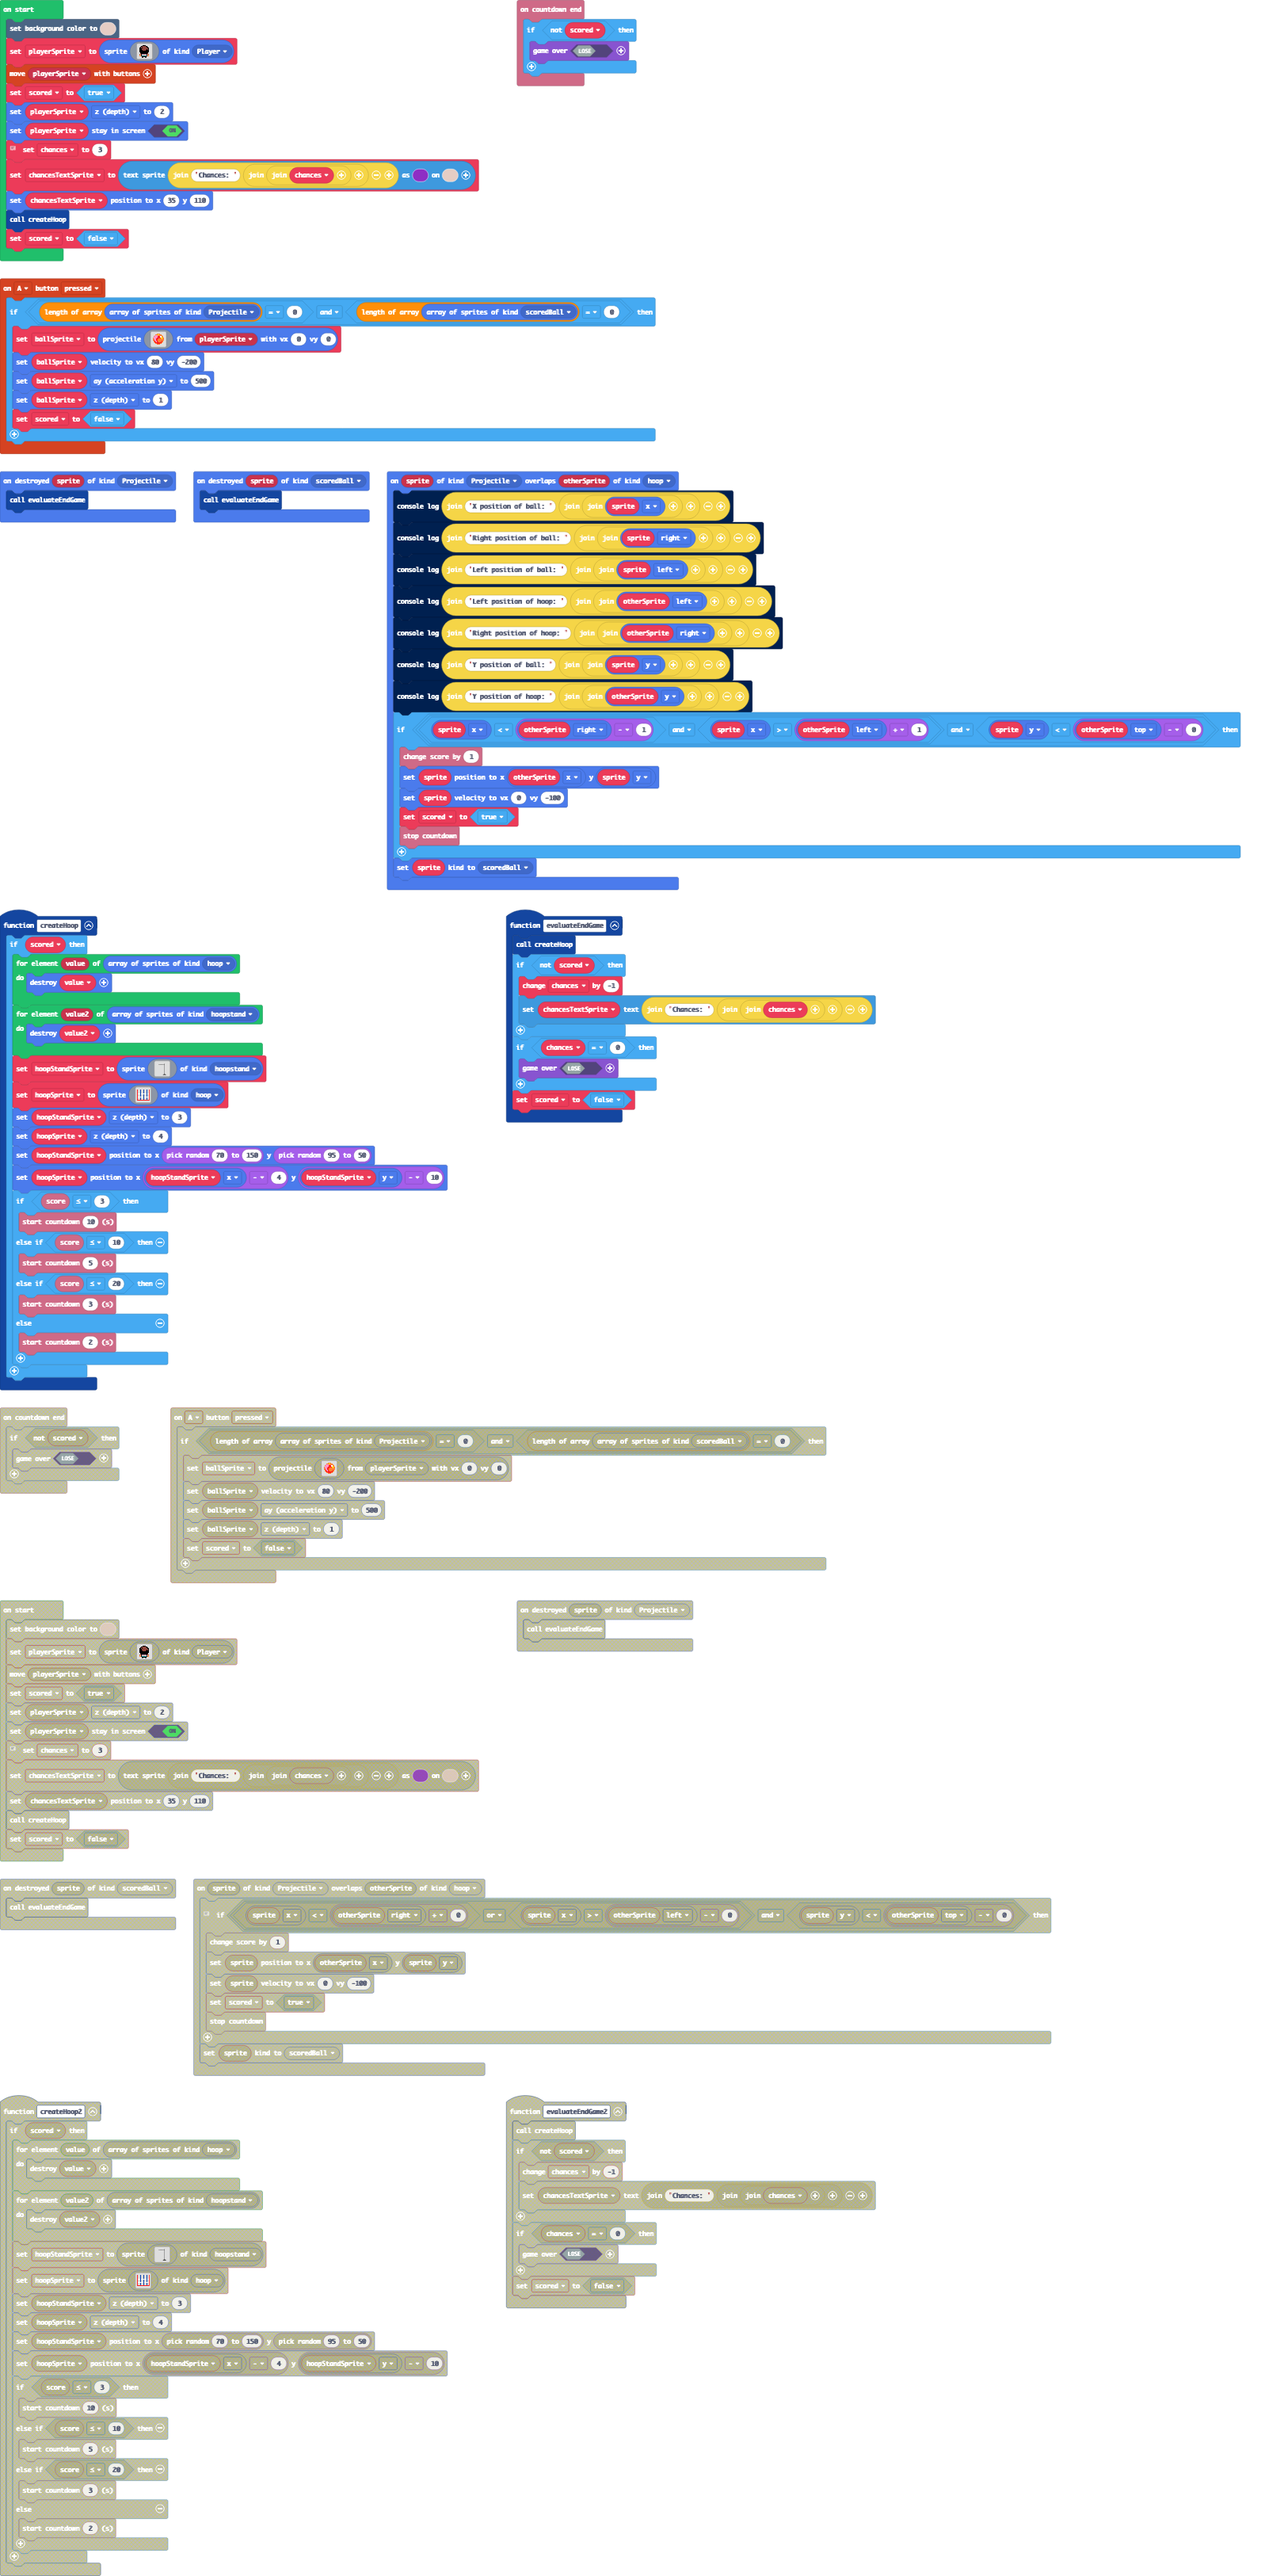 on start
set background color to
set playerSprite to sprite of kind Player
move playerSprite with buttons
set scored to true
set playerSprite z (depth) to 2
set playerSprite stay in screen ON
set chances to 3
set chancesTextSprite to text sprite join 'Chances: ' join join chances as on
set chancesTextSprite position to x 35 y 110
call createHoop
set scored to false
on countdown end
if not scored then
game over LOSE
on A button pressed
if length of array array of sprites of kind Projectile = 0 and length of array array of sprites of kind scoredBall = 0 then
set ballSprite to projectile from playerSprite with vx 0 vy 0
set ballSprite velocity to vx 80 vy -200
set ballSprite ay (acceleration y) to 500
set ballSprite z (depth) to 1
set scored to false
on destroyed sprite of kind Projectile
call evaluateEndGame
on destroyed sprite of kind scoredBall
call evaluateEndGame
on sprite of kind Projectile overlaps otherSprite of kind hoop
console log join 'X position of ball: ' join join sprite x
console log join 'Right position of ball: ' join join sprite right
console log join 'Left position of ball: ' join join sprite left
console log join 'Left position of hoop: ' join join otherSprite left
console log join 'Right position of hoop: ' join join otherSprite right
console log join 'Y position of ball: ' join join sprite y
console log join 'Y position of hoop: ' join join otherSprite y
if sprite x < otherSprite right - 1 and sprite x > otherSprite left + 1 and sprite y < otherSprite top - 0 then
change score by 1
set sprite position to x otherSprite x y sprite y
set sprite velocity to vx 0 vy -100
set scored to true
stop countdown
set sprite kind to scoredBall
function createHoop
if scored then
for element value of array of sprites of kind hoop
do destroy value
for element value2 of array of sprites of kind hoopstand
do destroy value2
set hoopStandSprite to sprite of kind hoopstand
set hoopSprite to sprite of kind hoop
set hoopStandSprite z (depth) to 3
set hoopSprite z (depth) to 4
set hoopStandSprite position to x pick random 70 to 150 y pick random 95 to 50
set hoopSprite position to x hoopStandSprite x - 4 y hoopStandSprite y - 10
if score ≤ 3 then
start countdown 10 (s)
else if score ≤ 10 then
start countdown 5 (s)
else if score ≤ 20 then
start countdown 3 (s)
else
start countdown 2 (s)
function evaluateEndGame
call createHoop
if not scored then
change chances by -1
set chancesTextSprite text join 'Chances: ' join join chances
if chances = 0 then
game over LOSE
set scored to false
on countdown end
if not scored then
game over LOSE
on A button pressed
if length of array array of sprites of kind Projectile = 0 and length of array array of sprites of kind scoredBall = 0 then
set ballSprite to projectile from playerSprite with vx 0 vy 0
set ballSprite velocity to vx 80 vy -200
set ballSprite ay (acceleration y) to 500
set ballSprite z (depth) to 1
set scored to false
on start
set background color to
set playerSprite to sprite of kind Player
move playerSprite with buttons
set scored to true
set playerSprite z (depth) to 2
set playerSprite stay in screen ON
set chances to 3
set chancesTextSprite to text sprite join 'Chances: ' join join chances as on
set chancesTextSprite position to x 35 y 110
call createHoop
set scored to false
on destroyed sprite of kind Projectile
call evaluateEndGame
on destroyed sprite of kind scoredBall
call evaluateEndGame
on sprite of kind Projectile overlaps otherSprite of kind hoop
if sprite x < otherSprite right + 0 or sprite x > otherSprite left - 0 and sprite y < otherSprite top - 0 then
change score by 1
set sprite position to x otherSprite x y sprite y
set sprite velocity to vx 0 vy -100
set scored to true
stop countdown
set sprite kind to scoredBall
function createHoop2
if scored then
for element value of array of sprites of kind hoop
do destroy value
for element value2 of array of sprites of kind hoopstand
do destroy value2
set hoopStandSprite to sprite of kind hoopstand
set hoopSprite to sprite of kind hoop
set hoopStandSprite z (depth) to 3
set hoopSprite z (depth) to 4
set hoopStandSprite position to x pick random 70 to 150 y pick random 95 to 50
set hoopSprite position to x hoopStandSprite x - 4 y hoopStandSprite y - 10
if score ≤ 3 then
start countdown 10 (s)
else if score ≤ 10 then
start countdown 5 (s)
else if score ≤ 20 then
start countdown 3 (s)
else
start countdown 2 (s)
function evaluateEndGame2
call createHoop
if not scored then
change chances by -1
set chancesTextSprite text join 'Chances: ' join join chances
if chances = 0 then
game over LOSE
set scored to false